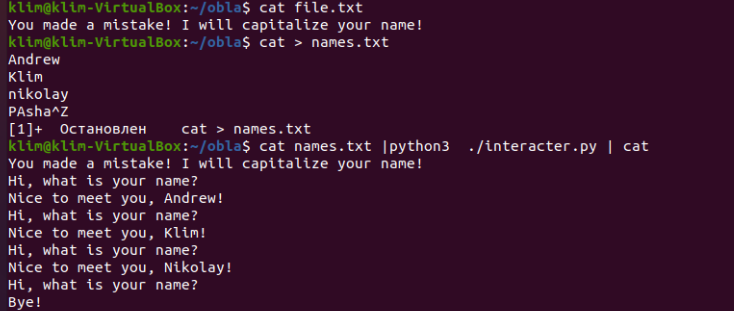 klim@klim-VirtualBox:~/obla$ cat file.txt
You made a mistake! I will capitalize your name!
klim@klim-VirtualBox:~/obla$ cat > names.txt
Andrew
Klim
nikolay
PAsha^Z
[1]+  Остановлен    cat > names.txt
klim@klim-VirtualBox:~/obla$ cat names.txt |python3  ./interacter.py | cat
You made a mistake! I will capitalize your name!
Hi, what is your name?
Nice to meet you, Andrew!
Hi, what is your name?
Nice to meet you, Klim!
Hi, what is your name?
Nice to meet you, Nikolay!
Hi, what is your name?
Bye!